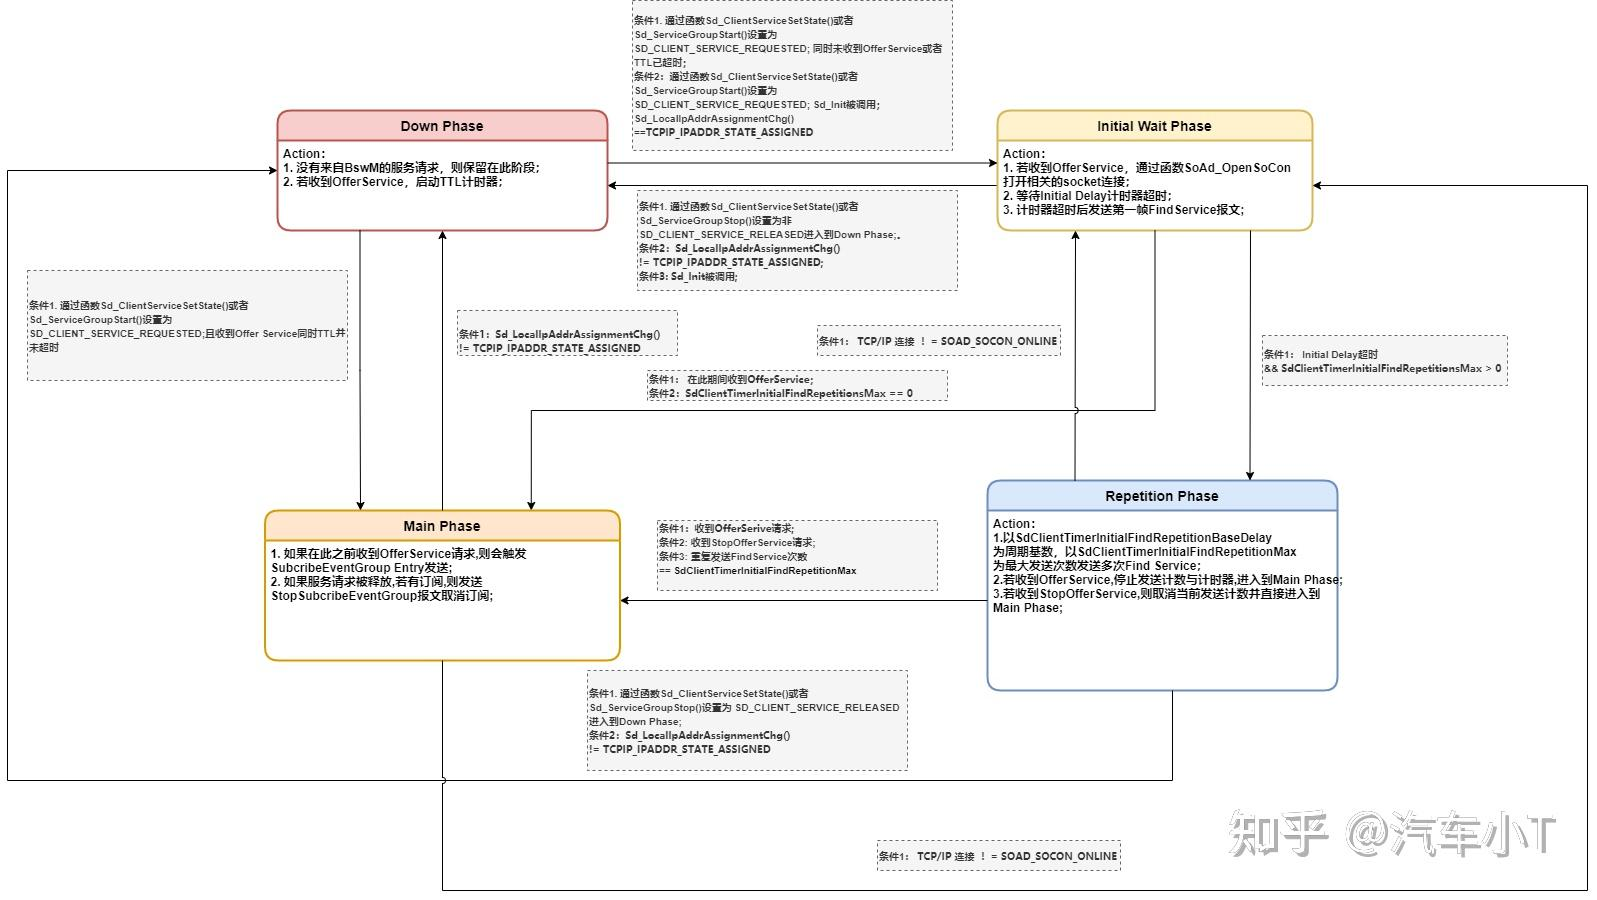 条件1. 通过函数Sd_ClientServiceSetState()或者
Sd_ServiceGroupStart()设置为
SD_CLIENT_SERVICE_REQUESTED; 同时未收到OfferService或者
TTL已超时;
条件2：通过函数Sd_ClientServiceSetState()或者
Sd_ServiceGroupStart()设置为
SD_CLIENT_SERVICE_REQUESTED; Sd_Init被调用;
Sd_LocalIpAddrAssignmentChg()
==TCPIP_IPADDR_STATE_ASSIGNED
Down Phase
Action：
1. 没有来自BswM的服务请求，则保留在此阶段;
2. 若收到OfferService，启动TTL计时器;
Initial Wait Phase
Action：
1. 若收到OfferService，通过函数SoAd_OpenSoCon
打开相关的socket连接;
2. 等待Initial Delay计时器超时;
3. 计时器超时后发送第一帧FindService报文;
条件1. 通过函数Sd_ClientServiceSetState()或者
Sd_ServiceGroupStop()设置为非
SD_CLIENT_SERVICE_RELEASED进入到Down Phase;。
条件2：Sd_LocalIpAddrAssignmentChg()
!= TCPIP_IPADDR_STATE_ASSIGNED;
条件3: Sd_Init被调用;
条件1. 通过函数Sd_ClientServiceSetState()或者
Sd_ServiceGroupStart()设置为
SD_CLIENT_SERVICE_REQUESTED;且收到Offer Service同时TTL并
未超时
条件1：Sd_LocalIpAddrAssignmentChg()
!= TCPIP_IPADDR_STATE_ASSIGNED
条件1： TCP/IP 连接 ！= SOAD_SOCON_ONLINE
条件1： Initial Delay超时
&& SdClientTimerInitialFindRepetitionsMax > 0
条件1： 在此期间收到OfferService;
条件2：SdClientTimerInitialFindRepetitionsMax == 0
Main Phase
1. 如果在此之前收到OfferService请求,则会触发
SubcribeEventGroup Entry发送;
2. 如果服务请求被释放,若有订阅,则发送
StopSubcribeEventGroup报文取消订阅;
条件1：收到OfferSerive请求;
条件2: 收到StopOfferService请求;
条件3: 重复发送FindService次数
== SdClientTimerInitialFindRepetitionMax
Repetition Phase
Action：
1.以SdClientTimerInitialFindRepetitionBaseDelay
为周期基数，以SdClientTimerInitialFindRepetitionMax
为最大发送次数发送多次Find Service;
2.若收到OfferService,停止发送计数与计时器,进入到Main Phase;
3.若收到StopOfferService,则取消当前发送计数并直接进入到
Main Phase;
条件1. 通过函数Sd_ClientServiceSetState()或者
Sd_ServiceGroupStop()设置为 SD_CLIENT_SERVICE_RELEASED
进入到Down Phase;
条件2：Sd_LocalIpAddrAssignmentChg()
!= TCPIP_IPADDR_STATE_ASSIGNED
条件1： TCP/IP 连接 ！= SOAD_SOCON_ONLINE
知乎 @汽车小T